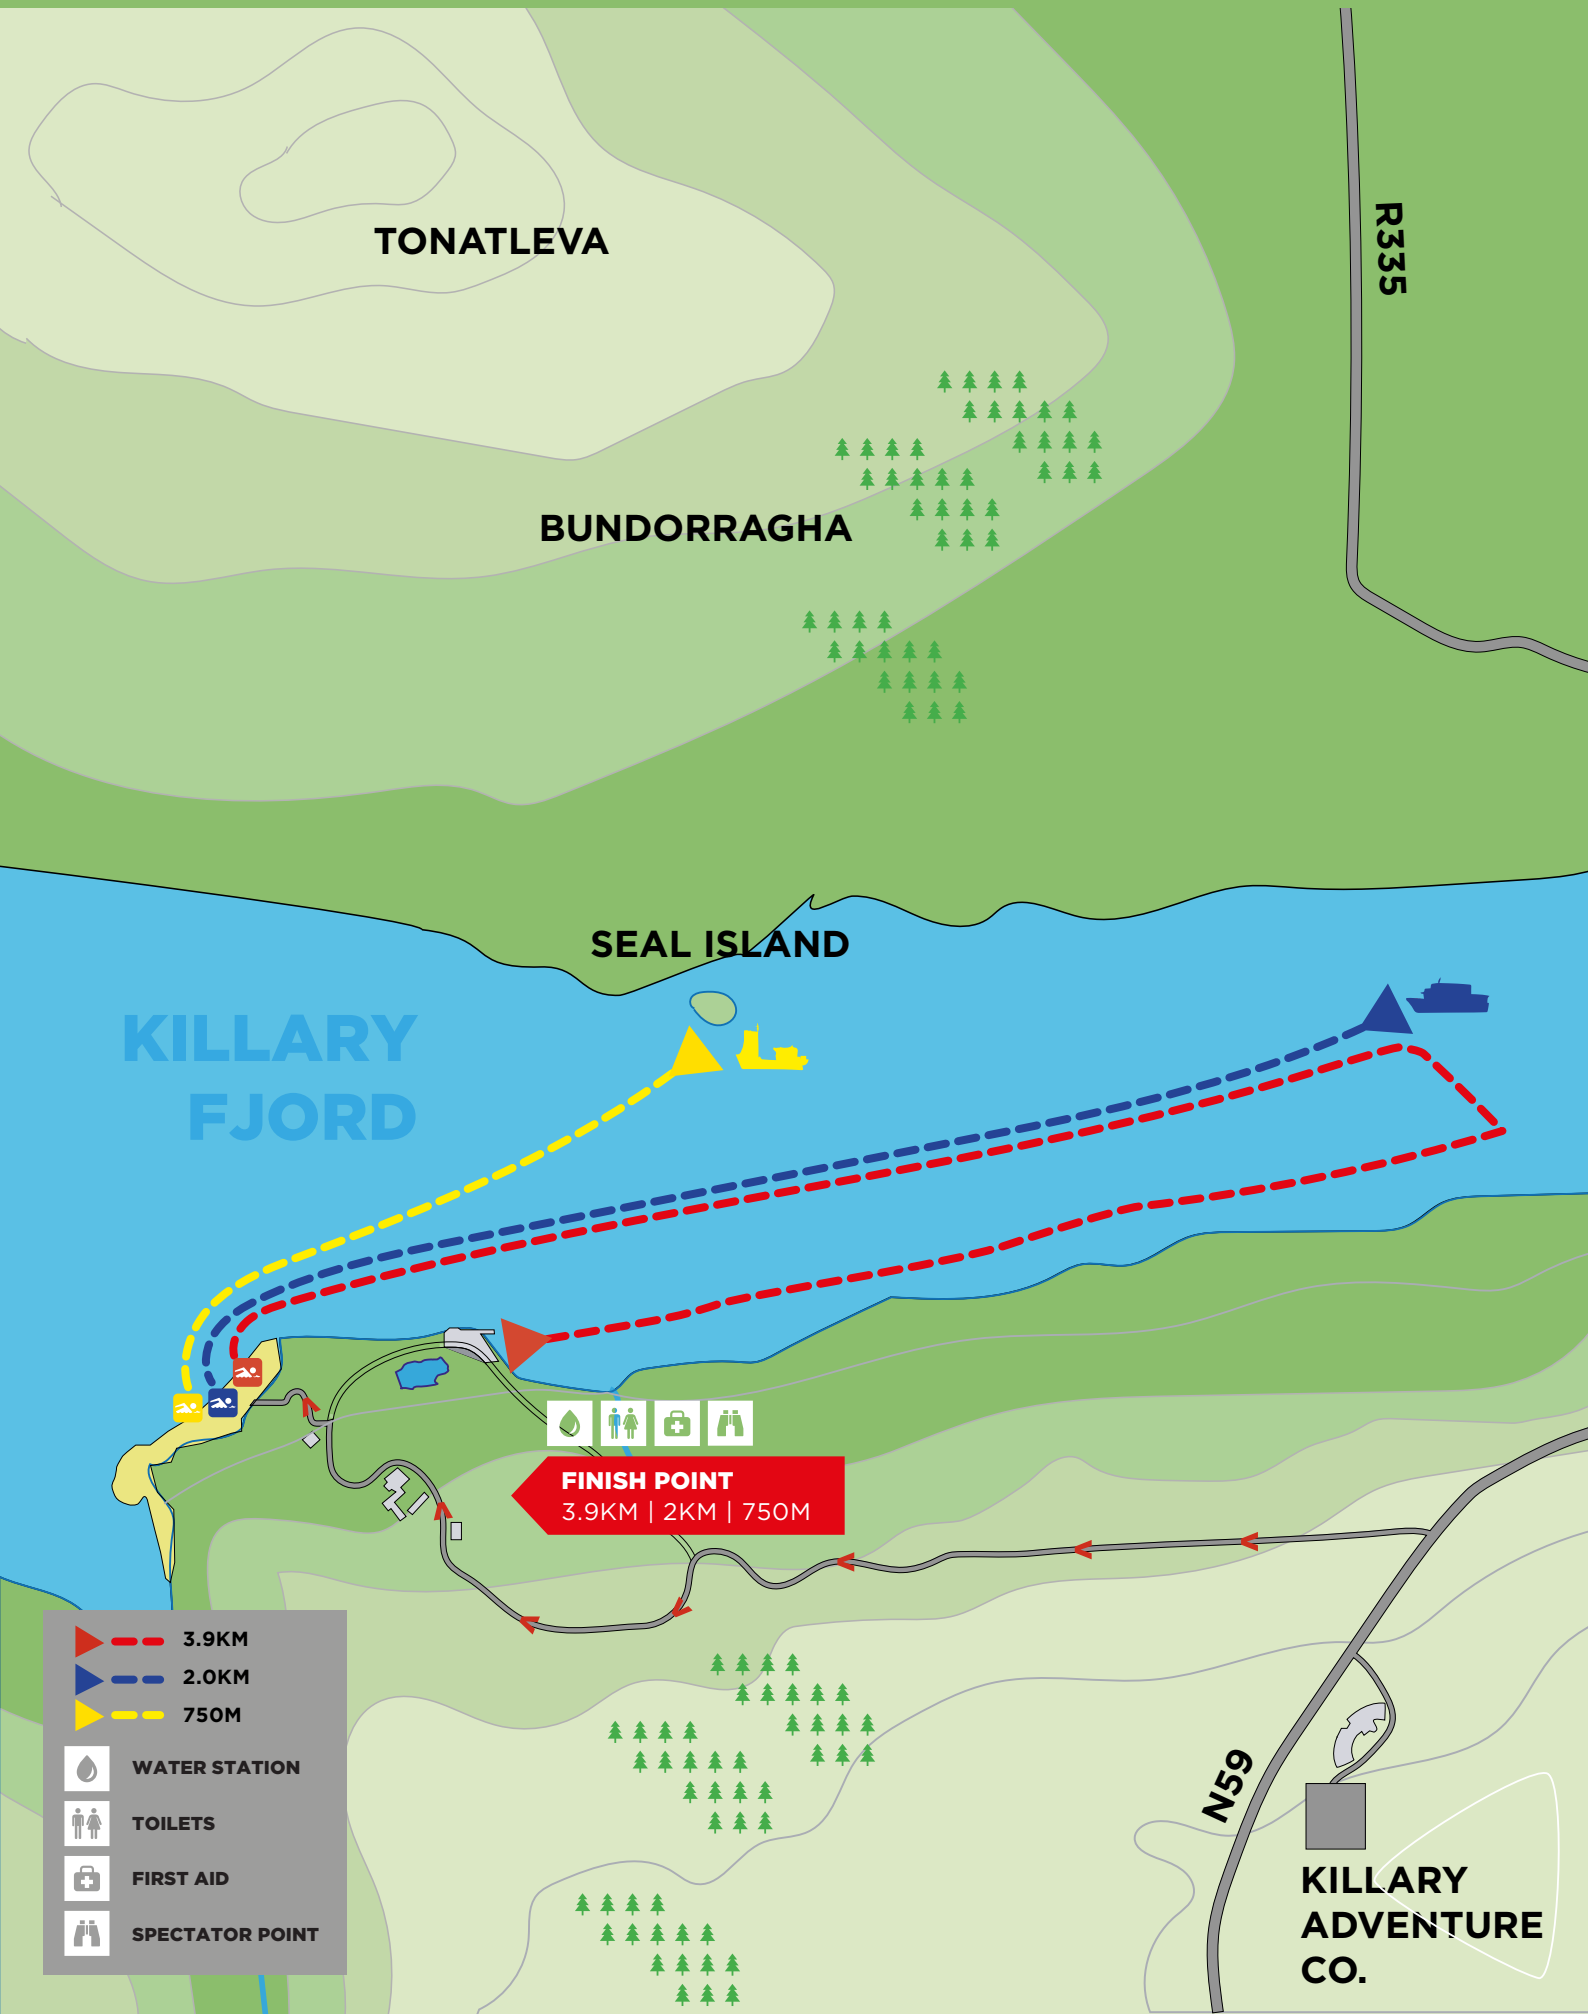 TONATLEVA
R335
BUNDORRAGHA
SEAL ISLAND
KILLARY
FJORD
FINISH POINT
3.9KM | 2KM | 750M
3.9KM
2.0KM
750M
WATER STATION
TOILETS
FIRST AID
SPECTATOR POINT
N59
KILLARY
ADVENTURE
CO.